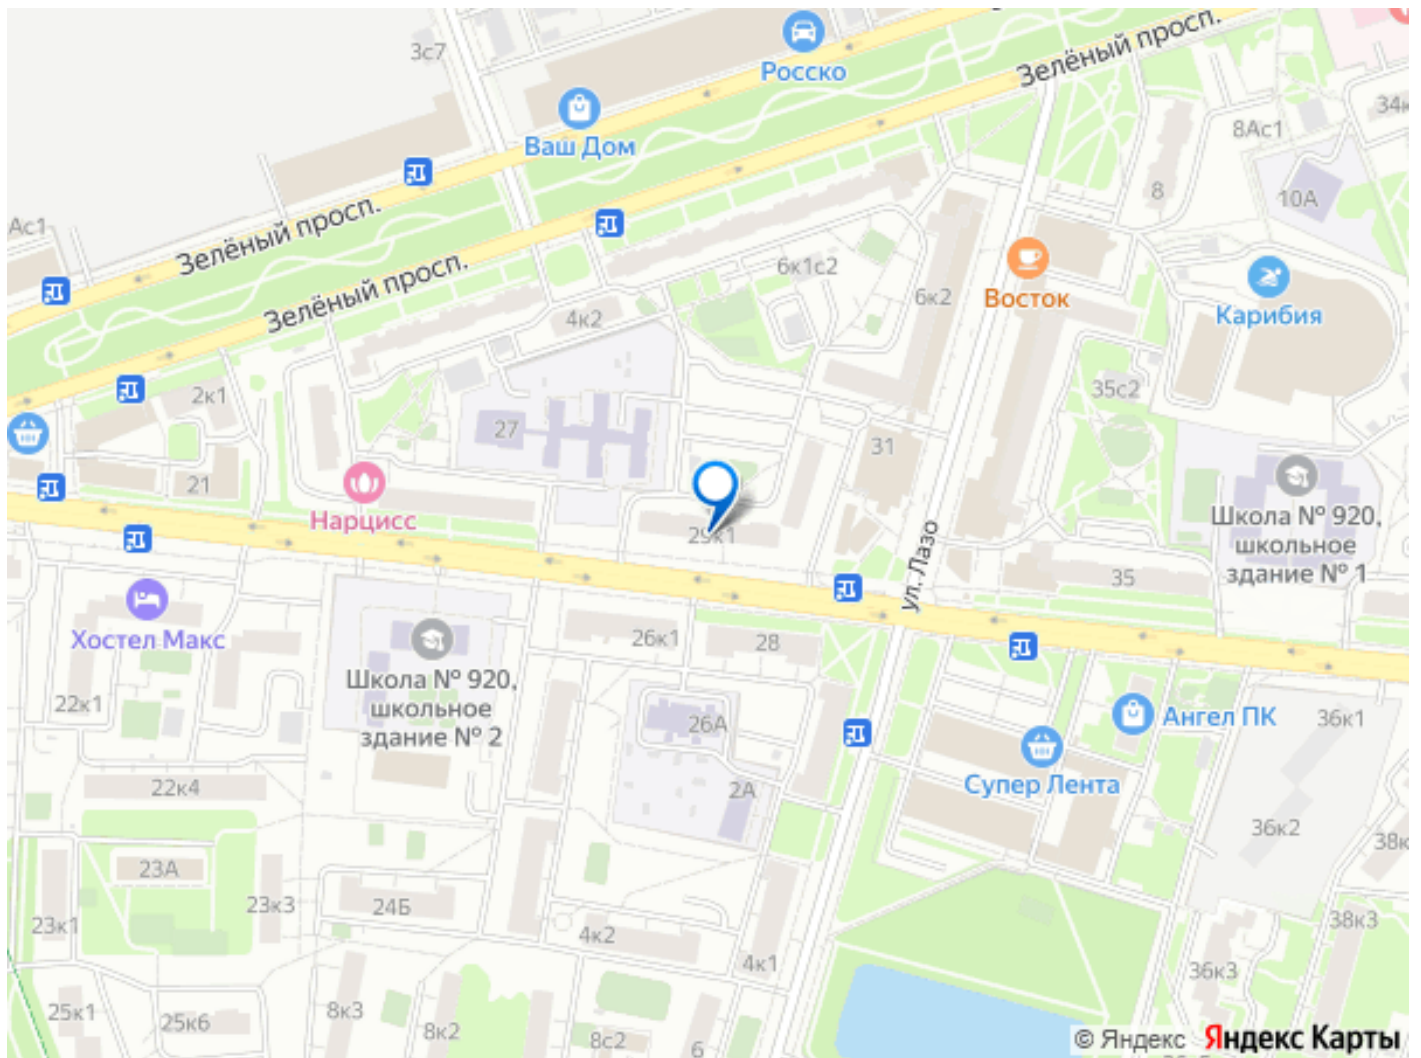 3с7
Росско
Зелёный просп.
34к
Ваш Дом
8Ас1
Ас1
Зелёный просп.
8
10А
Зелёный просп.
6к1с2
6к2
Восток
Карибия
4к2
2к1
35с2
27
31
21
Нарцисс
29к1
Школа № 920,
школьное
здание № 1
ул. Лазо
35
Хостел Макс
26к1
28
Школа № 920,
школьное
здание № 2
22к1
26А
Ангел ПК
36к1
Супер Лента
22к4
2А
36к2
38к
23А
23к1
23к3
24Б
4к2
4к1
38к3
36к3
25к1
25к6
8к3
8к2
8с2
6
© Яндекс Яндекс Карты